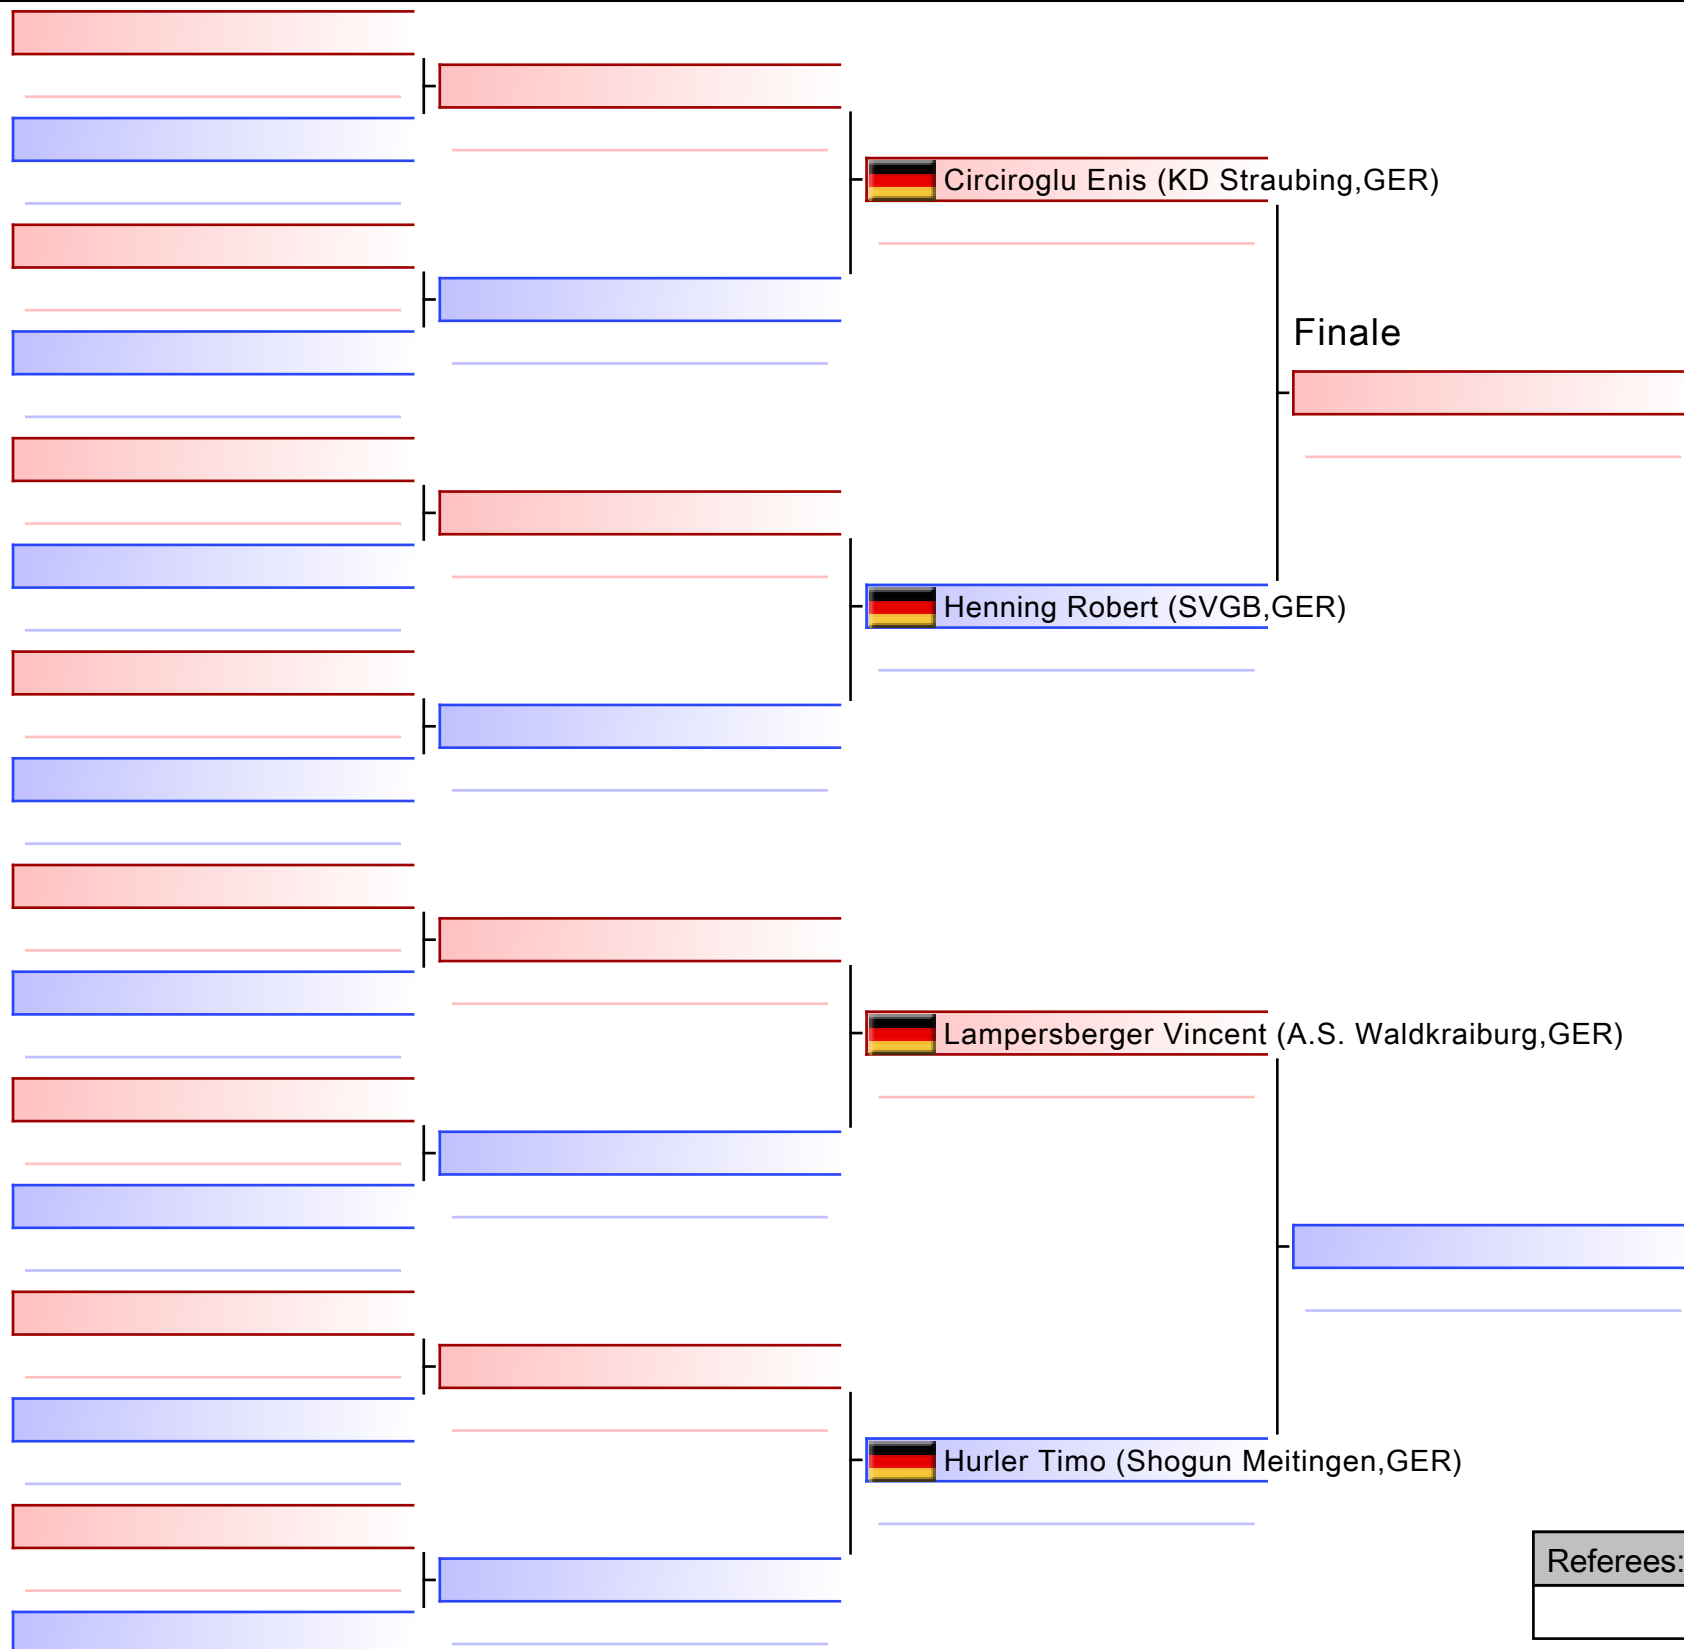 Circiroglu Enis (KD Straubing,GER)
Finale
Henning Robert (SVGB,GER)
Lampersberger Vincent (A.S. Waldkraiburg,GER)
Hurler Timo (Shogun Meitingen,GER)
Referees: